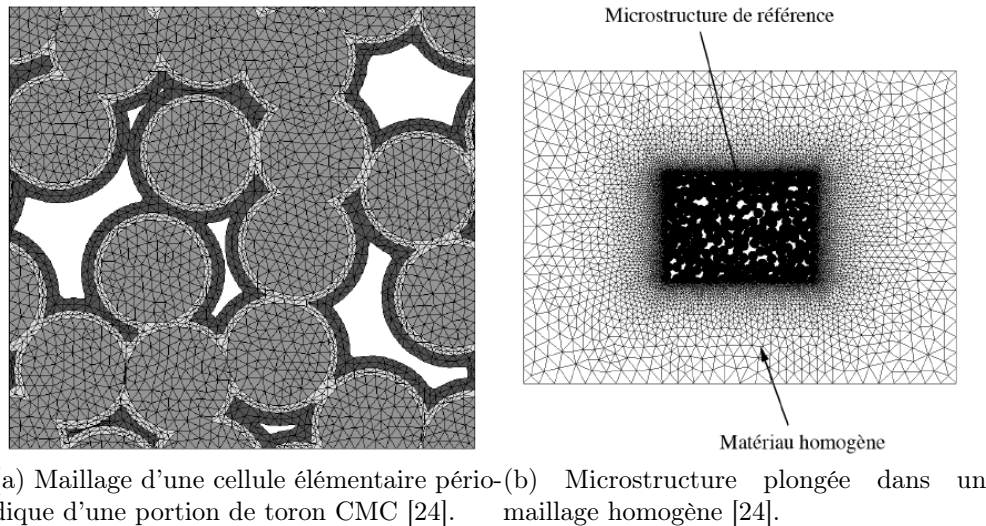 Microstructure de référence
Matériau homogène
a) Maillage d'une cellule élémentaire pério-
dique d'une portion de toron CMC [24].
(b) Microstructure plongée dans un
maillage homogène [24].